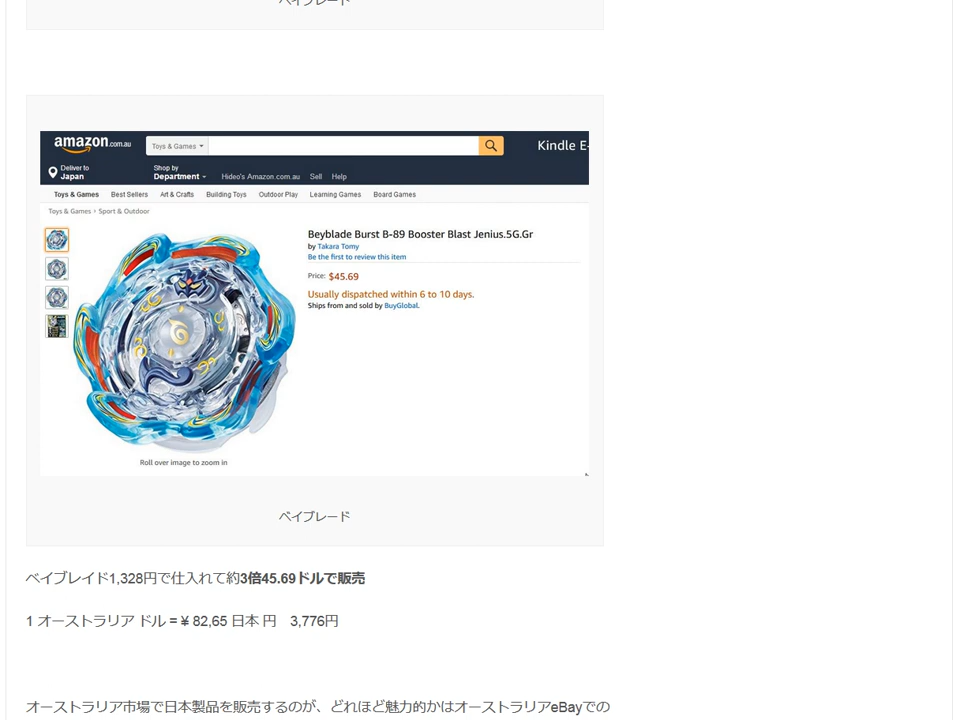 ベイブレード
amazon.com.au
Toys & Games
Kindle E-
Deliver to
Japan
Shop by
Department
Hideo's Amazon.com.au Sell Help
Toys & Games Best Sellers Art & Crafts Building Toys Outdoor Play Learning Games Board Games
Toys & Games › Sport & Outdoor
Beyblade Burst B-89 Booster Blast Jenius.5G.Gr
by Takara Tomy
Be the first to review this item
Price: $45.69
Usually dispatched within 6 to 10 days.
Ships from and sold by BuyGlobal.
Roll over image to zoom in
ベイブレード
ベイブレイド1,328円で仕入れて約3倍45.69ドルで販売
1 オーストラリア ドル = ¥ 82,65 日本 円　3,776円
オーストラリア市場で日本製品を販売するのが、どれほど魅力的かはオーストラリアeBayでの